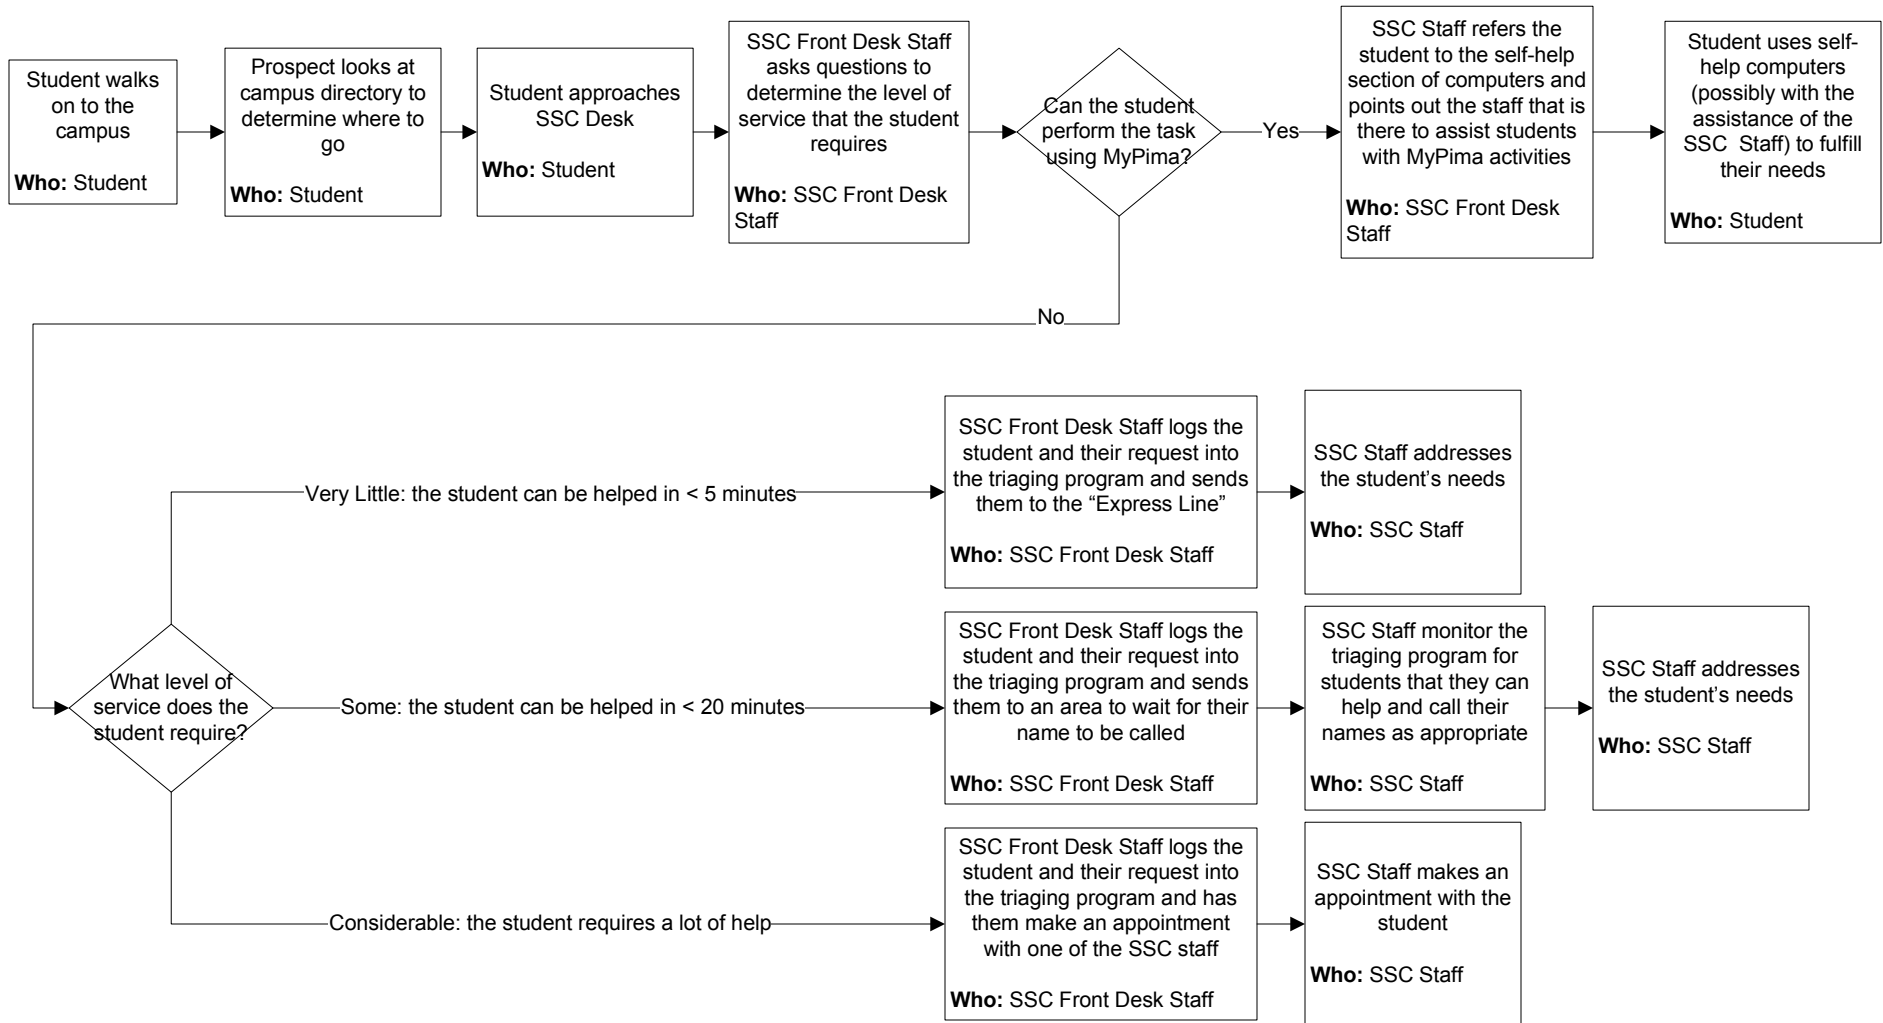 Student walks
on to the
campus
Who: Student
Prospect looks at
campus directory to
determine where to
go
Who: Student
Student approaches
SSC Desk
Who: Student
SSC Front Desk Staff
asks questions to
determine the level of
service that the student
requires
Who: SSC Front Desk
Staff
Can the student
perform the task
using MyPima?
Yes
SSC Staff refers the
student to the self-help
section of computers and
points out the staff that is
there to assist students
with MyPima activities
Who: SSC Front Desk
Staff
Student uses self-
help computers
(possibly with the
assistance of the
SSC  Staff) to fulfill
their needs
Who: Student
No
What level of
service does the
student require?
Very Little: the student can be helped in < 5 minutes
SSC Front Desk Staff logs the
student and their request into
the triaging program and sends
them to the “Express Line”
Who: SSC Front Desk Staff
SSC Staff addresses
the student’s needs
Who: SSC Staff
Some: the student can be helped in < 20 minutes
SSC Front Desk Staff logs the
student and their request into
the triaging program and sends
them to an area to wait for their
name to be called
Who: SSC Front Desk Staff
SSC Staff monitor the
triaging program for
students that they can
help and call their
names as appropriate
Who: SSC Staff
SSC Staff addresses
the student’s needs
Who: SSC Staff
Considerable: the student requires a lot of help
SSC Front Desk Staff logs the
student and their request into
the triaging program and has
them make an appointment
with one of the SSC staff
Who: SSC Front Desk Staff
SSC Staff makes an
appointment with the
student
Who: SSC Staff